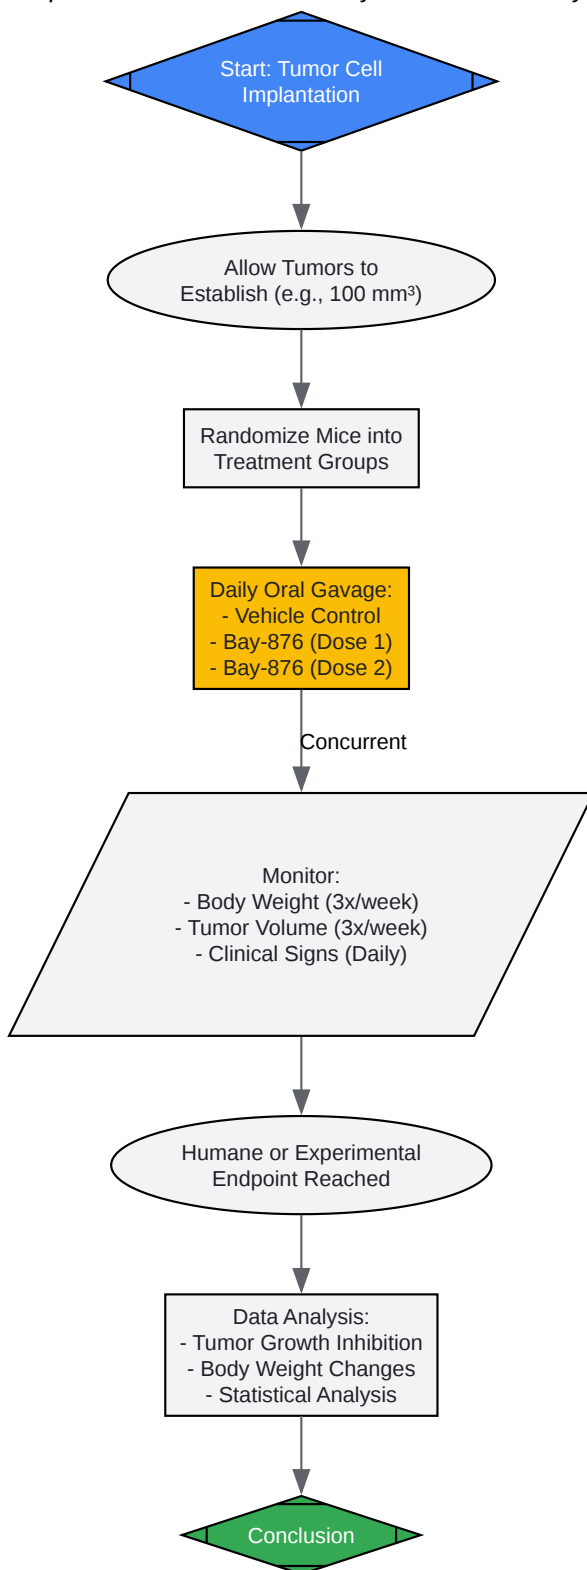 Start: Tumor Cell
Implantation
Allow Tumors to
Establish (e.g., 100 mm³)
Randomize Mice into
Treatment Groups
Daily Oral Gavage:
- Vehicle Control
- Bay-876 (Dose 1)
- Bay-876 (Dose 2)
Concurrent
Monitor:
- Body Weight (3x/week)
- Tumor Volume (3x/week)
- Clinical Signs (Daily)
Humane or Experimental
Endpoint Reached
Data Analysis:
- Tumor Growth Inhibition
- Body Weight Changes
- Statistical Analysis
Conclusion